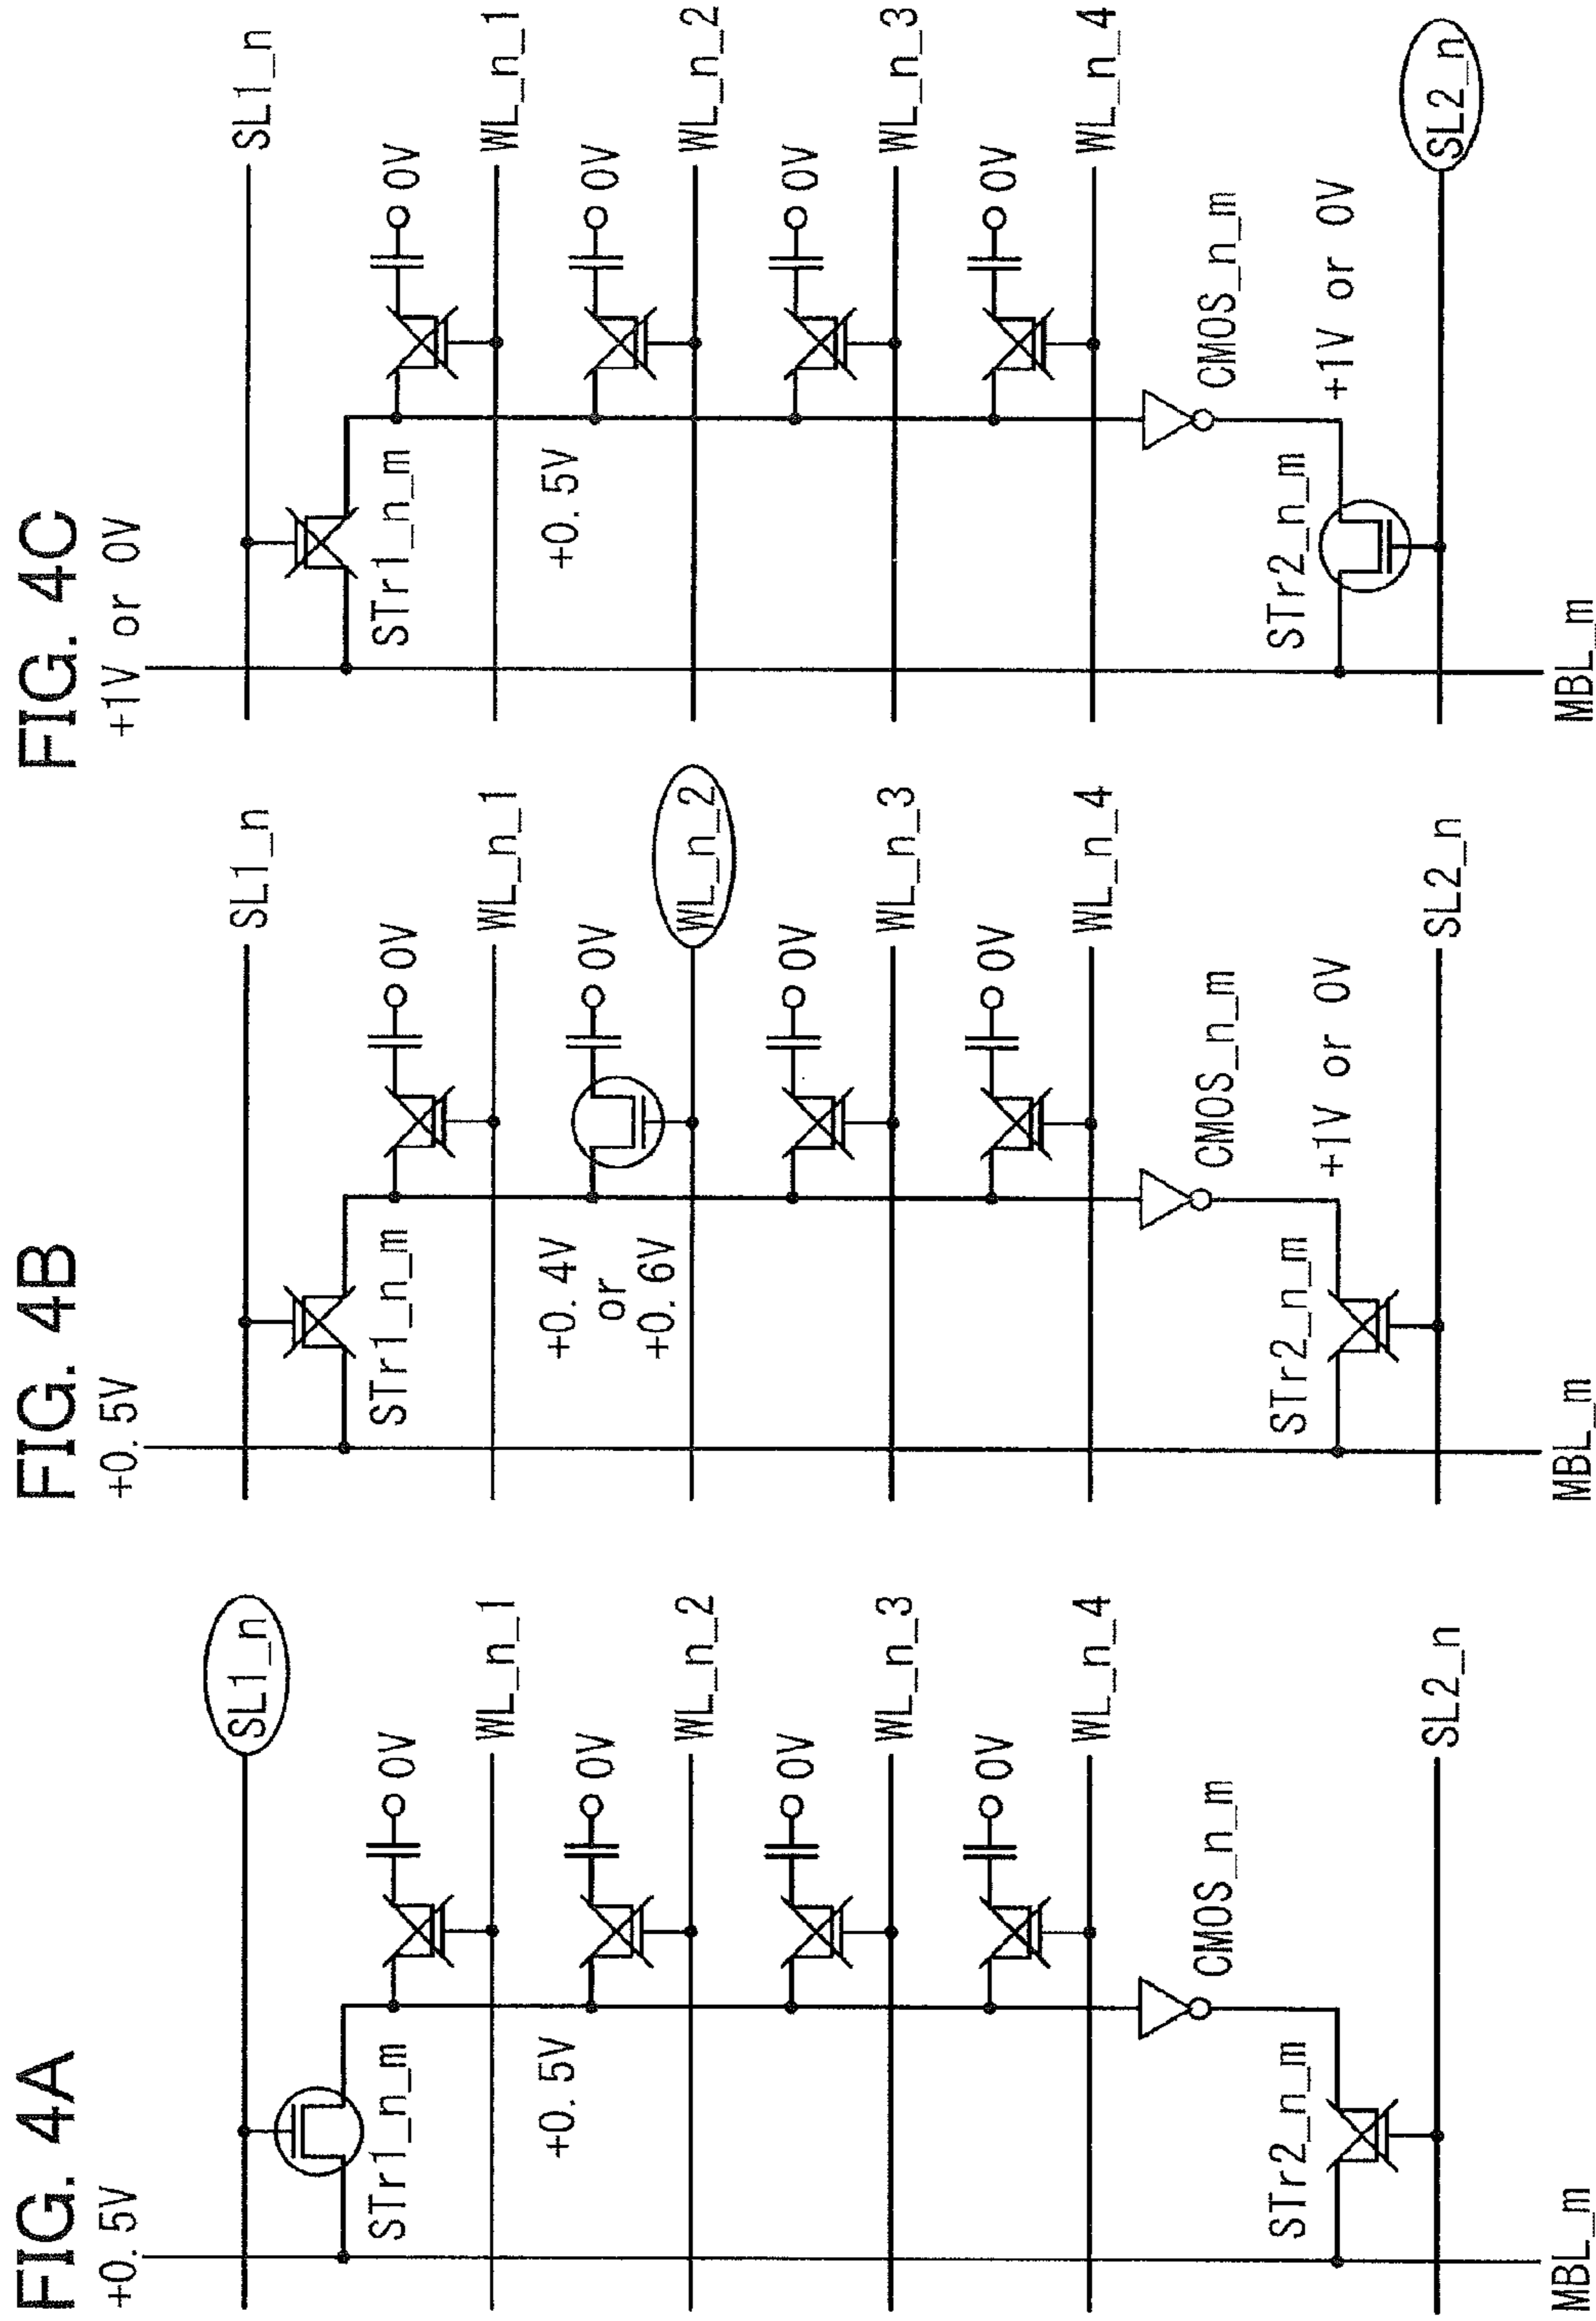 FIG. 4A
+0.5V
SL1_n
STr1_n_m
0V
WL_n_1
+0.5V
0V
WL_n_2
0V
WL_n_3
0V
WL_n_4
CMOS_n_m
STr2_n_m
SL2_n
MBL_m
FIG. 4B
+0.5V
SL1_n
STr1_n_m
0V
WL_n_1
+0.4V
or
+0.6V
0V
WL_n_2
0V
WL_n_3
0V
WL_n_4
CMOS_n_m
STr2_n_m
+1V or 0V
SL2_n
MBL_m
FIG. 4C
+1V or 0V
SL1_n
STr1_n_m
0V
WL_n_1
+0.5V
0V
WL_n_2
0V
WL_n_3
0V
WL_n_4
CMOS_n_m
STr2_n_m
+1V or 0V
SL2_n
MBL_m